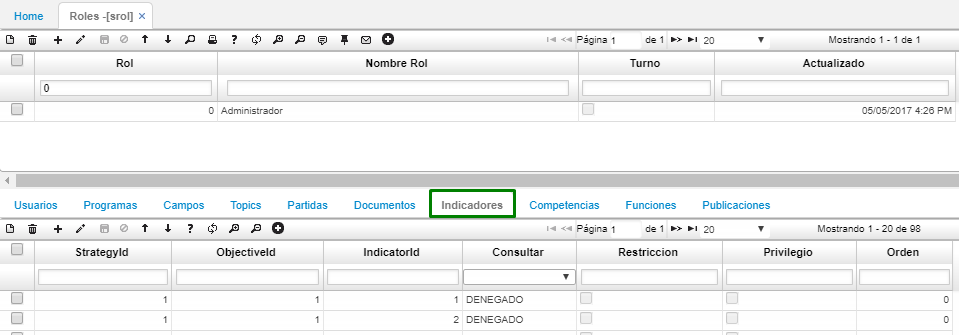 Home Roles -[srol] ×
Página 1 de 1 20 Mostrando 1 - 1 de 1
Rol Nombre Rol Turno Actualizado
0
0 Administrador 05/05/2017 4:26 PM
Usuarios Programas Campos Topics Partidas Documentos Indicadores Competencias Funciones Publicaciones
Página 1 de 1 20 Mostrando 1 - 20 de 98
StrategyId ObjectiveId IndicatorId Consultar Restriccion Privilegio Orden
1 1 1 DENEGADO 0
1 1 2 DENEGADO 0